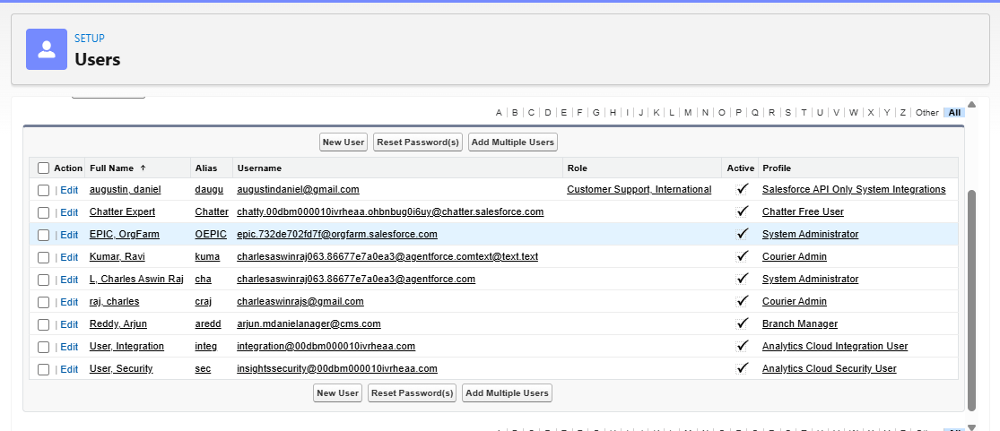 SETUP
Users
A | B | C | D | E | F | G | H | I | J | K | L | M | N | O | P | Q | R | S | T | U | V | W | X | Y | Z | Other | All
New User Reset Password(s) Add Multiple Users
Action Full Name ↑ Alias Username Role Active Profile
| Edit augustin, daniel daugu augustindaniel@gmail.com Customer Support, International ✓ Salesforce API Only System Integrations
| Edit Chatter Expert Chatter chatty.00dbm000010ivrheaa.ohbnbug0i6uy@chatter.salesforce.com ✓ Chatter Free User
| Edit EPIC, OrgFarm OEPIC epic.732de702fd7f@orgfarm.salesforce.com ✓ System Administrator
| Edit Kumar, Ravi kuma charlesaswinraj063.86677e7a0ea3@agentforce.comtext@text.text ✓ Courier Admin
| Edit L, Charles Aswin Raj cha charlesaswinraj063.86677e7a0ea3@agentforce.com ✓ System Administrator
| Edit raj, charles craj charleaswinrajs@gmail.com ✓ Courier Admin
| Edit Reddy, Arjun aredd arjun.mdanielanager@cms.com ✓ Branch Manager
| Edit User, Integration integ integration@00dbm000010ivrheaa.com ✓ Analytics Cloud Integration User
| Edit User, Security sec insightssecurity@00dbm000010ivrheaa.com ✓ Analytics Cloud Security User
New User Reset Password(s) Add Multiple Users